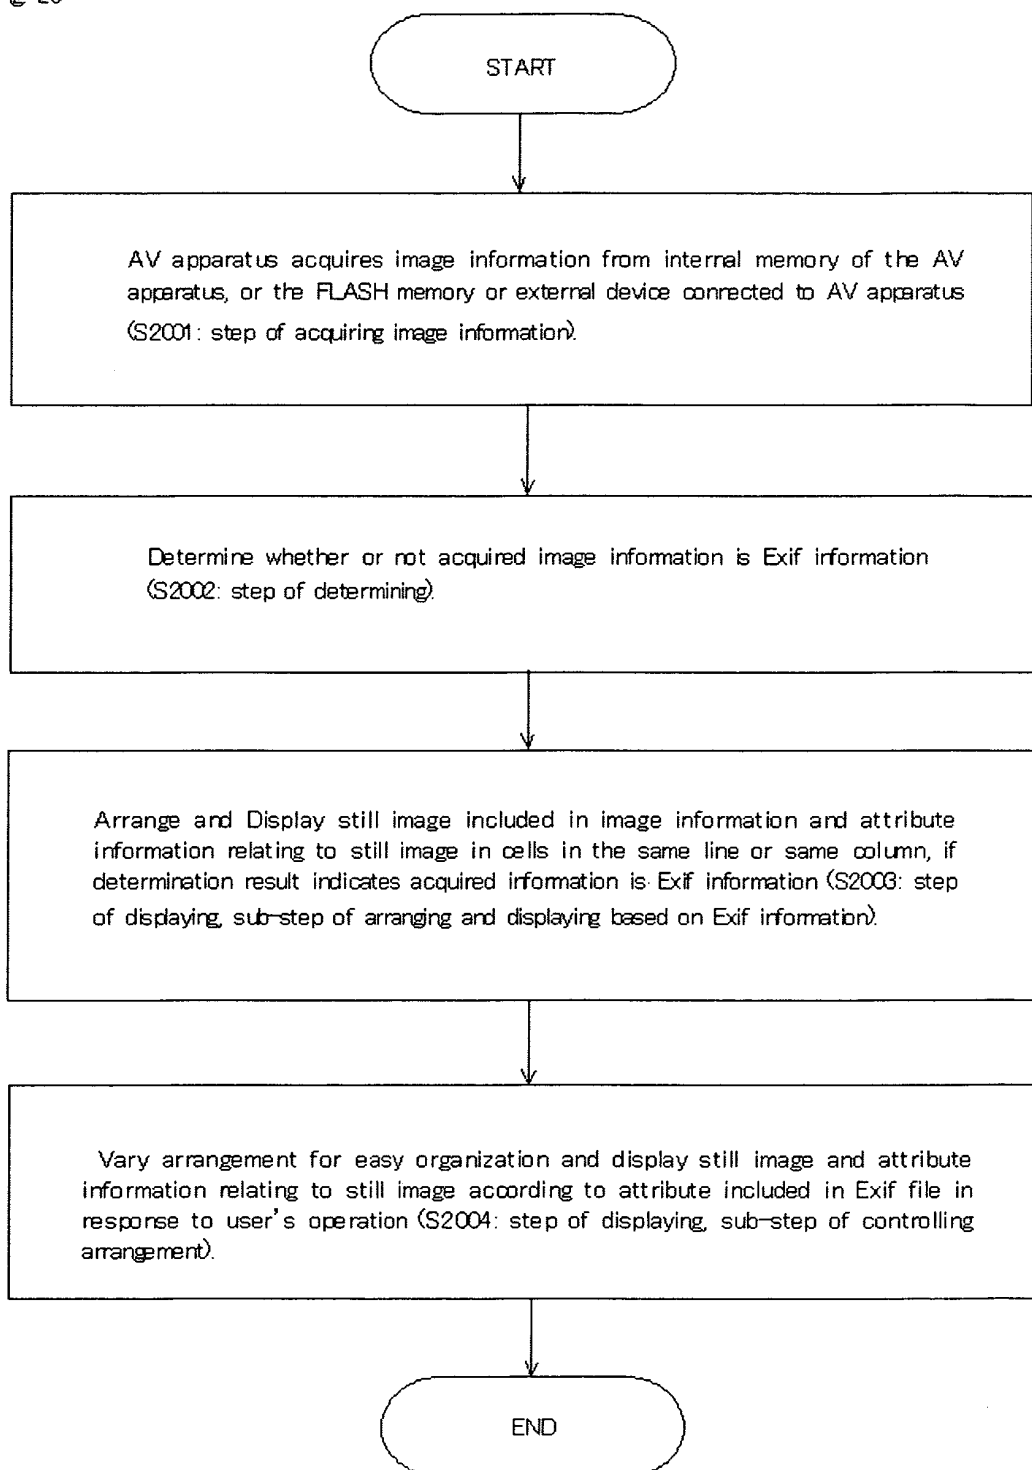 START
AV apparatus acquires image information from internal memory of the AV
apparatus, or the FLASH memory or external device connected to AV apparatus
(S2001: step of acquiring image information).
Determine whether or not acquired image information is Exif information
(S2002: step of determining).
Arrange and Display still image included in image information and attribute
information relating to still image in cells in the same line or same column, if
determination result indicates acquired information is Exif information (S2003: step
of displaying, sub-step of arranging and displaying based on Exif information).
Vary arrangement for easy organization and display still image and attribute
information relating to still image according to attribute included in Exif file in
response to user's operation (S2004: step of displaying, sub-step of controlling
arrangement).
END